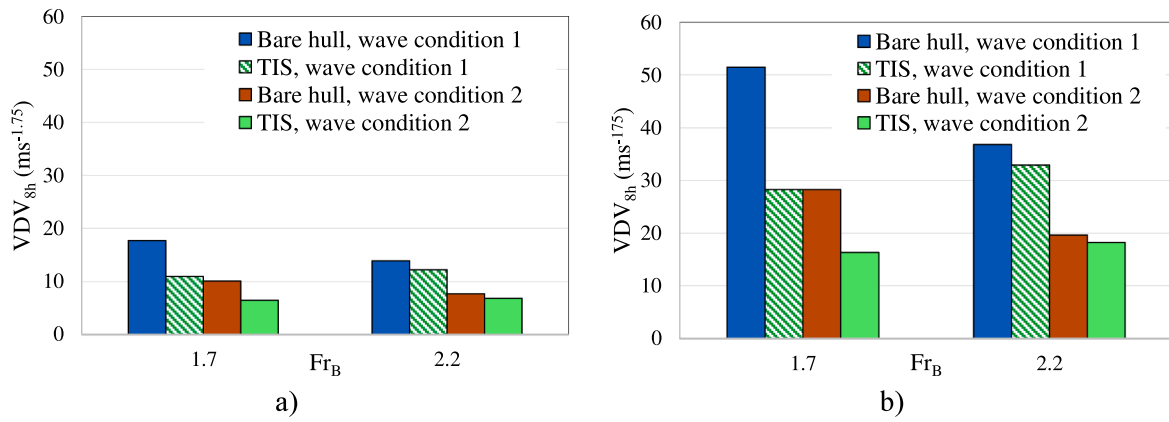 60
50
40
30
20
10
0
VDV8h (ms-1.75)
Bare hull, wave condition 1
TIS, wave condition 1
Bare hull, wave condition 2
TIS, wave condition 2
1.7 FrB 2.2
a)
60
50
40
30
20
10
0
VDV8h (ms-175)
Bare hull, wave condition 1
TIS, wave condition 1
Bare hull, wave condition 2
TIS, wave condition 2
1.7 FrB 2.2
b)